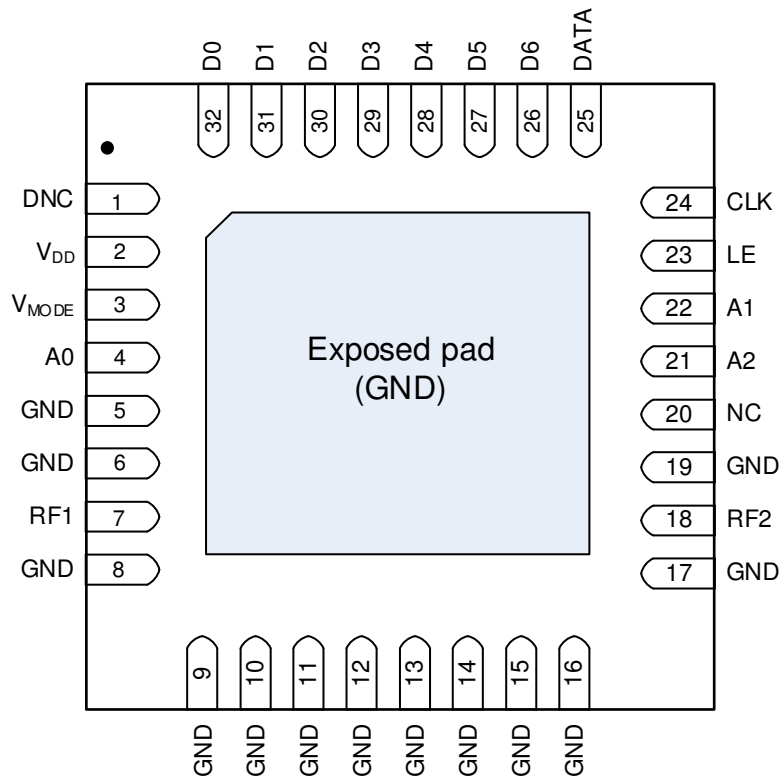 D0 D1 D2 D3 D4 D5 D6 DATA
32 31 30 29 28 27 26 25
DNC 1
VDD 2
VMODE 3
A0 4
GND 5
GND 6
RF1 7
GND 8
Exposed pad
(GND)
24 CLK
23 LE
22 A1
21 A2
20 NC
19 GND
18 RF2
17 GND
9 10 11 12 13 14 15 16
GND GND GND GND GND GND GND GND